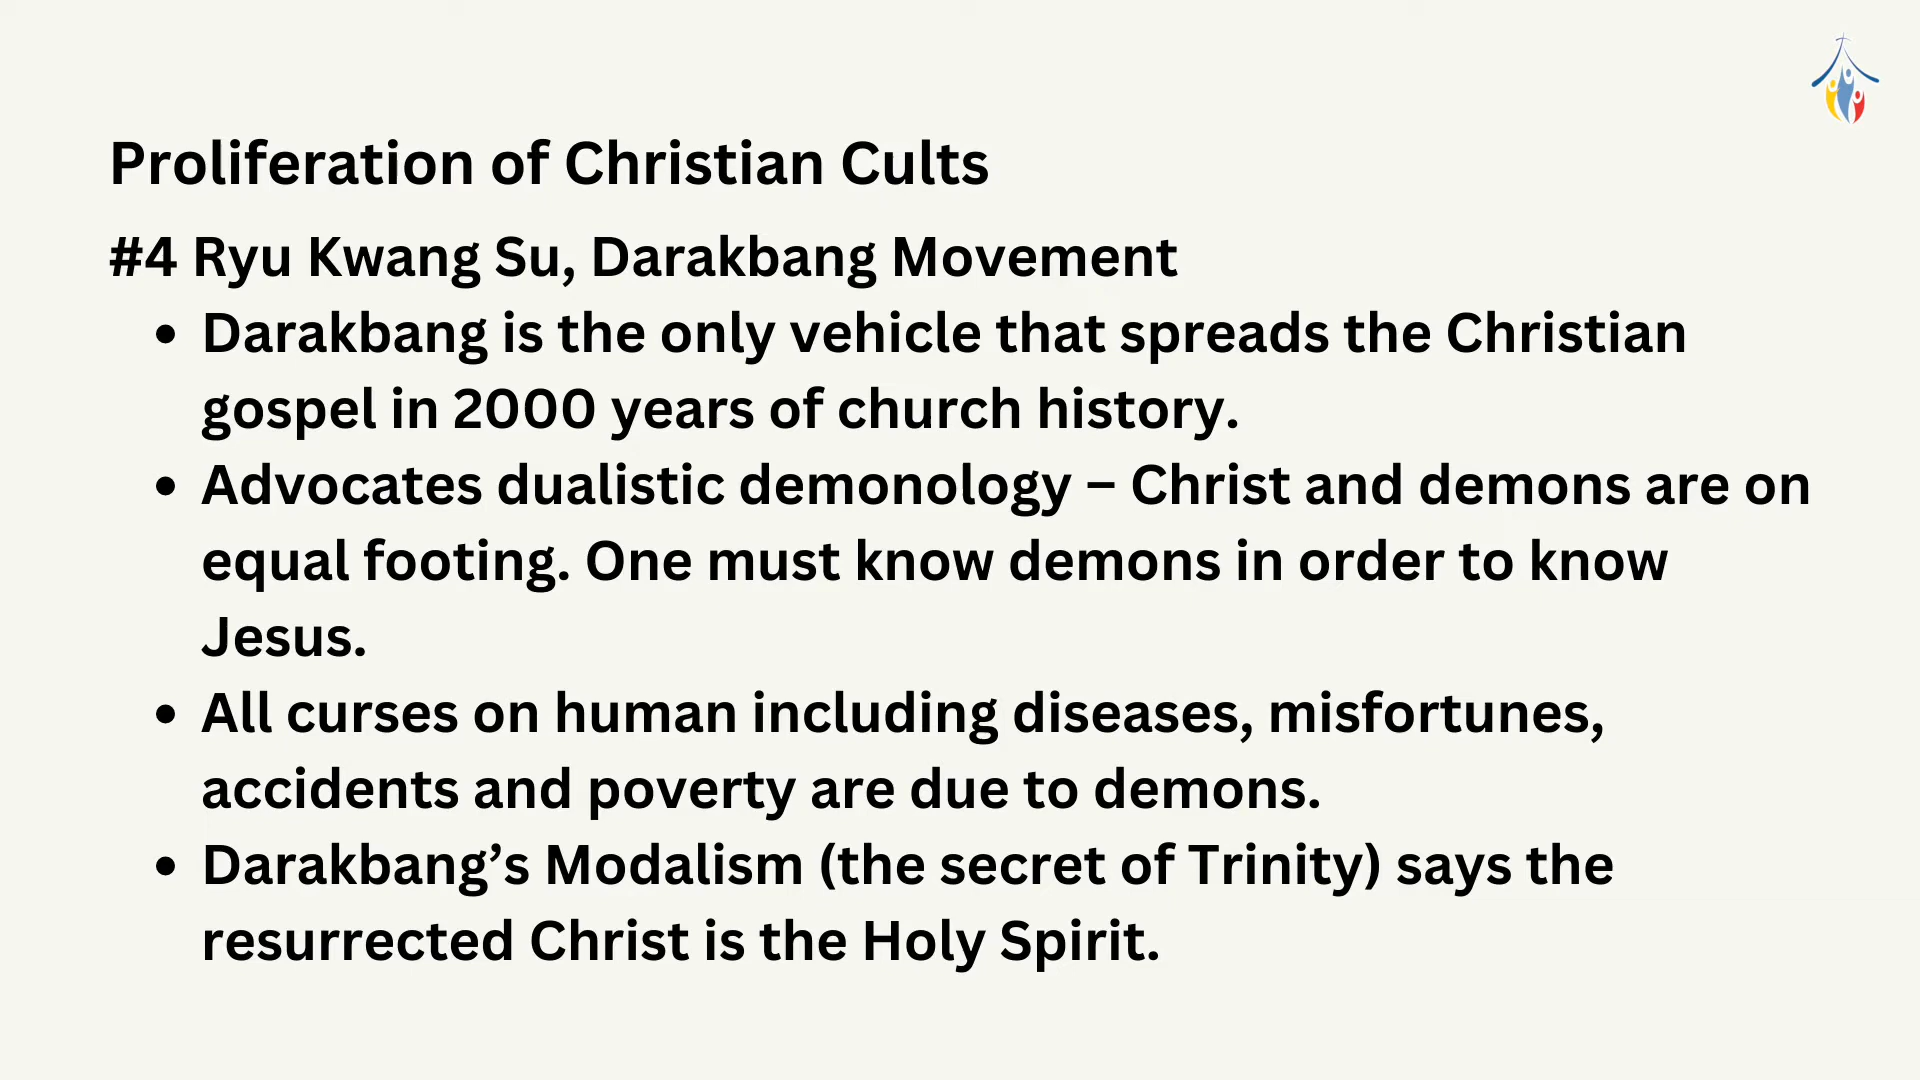 Proliferation of Christian Cults
#4 Ryu Kwang Su, Darakbang Movement
• Darakbang is the only vehicle that spreads the Christian
gospel in 2000 years of church history.
• Advocates dualistic demonology – Christ and demons are on
equal footing. One must know demons in order to know
Jesus.
• All curses on human including diseases, misfortunes,
accidents and poverty are due to demons.
• Darakbang’s Modalism (the secret of Trinity) says the
resurrected Christ is the Holy Spirit.